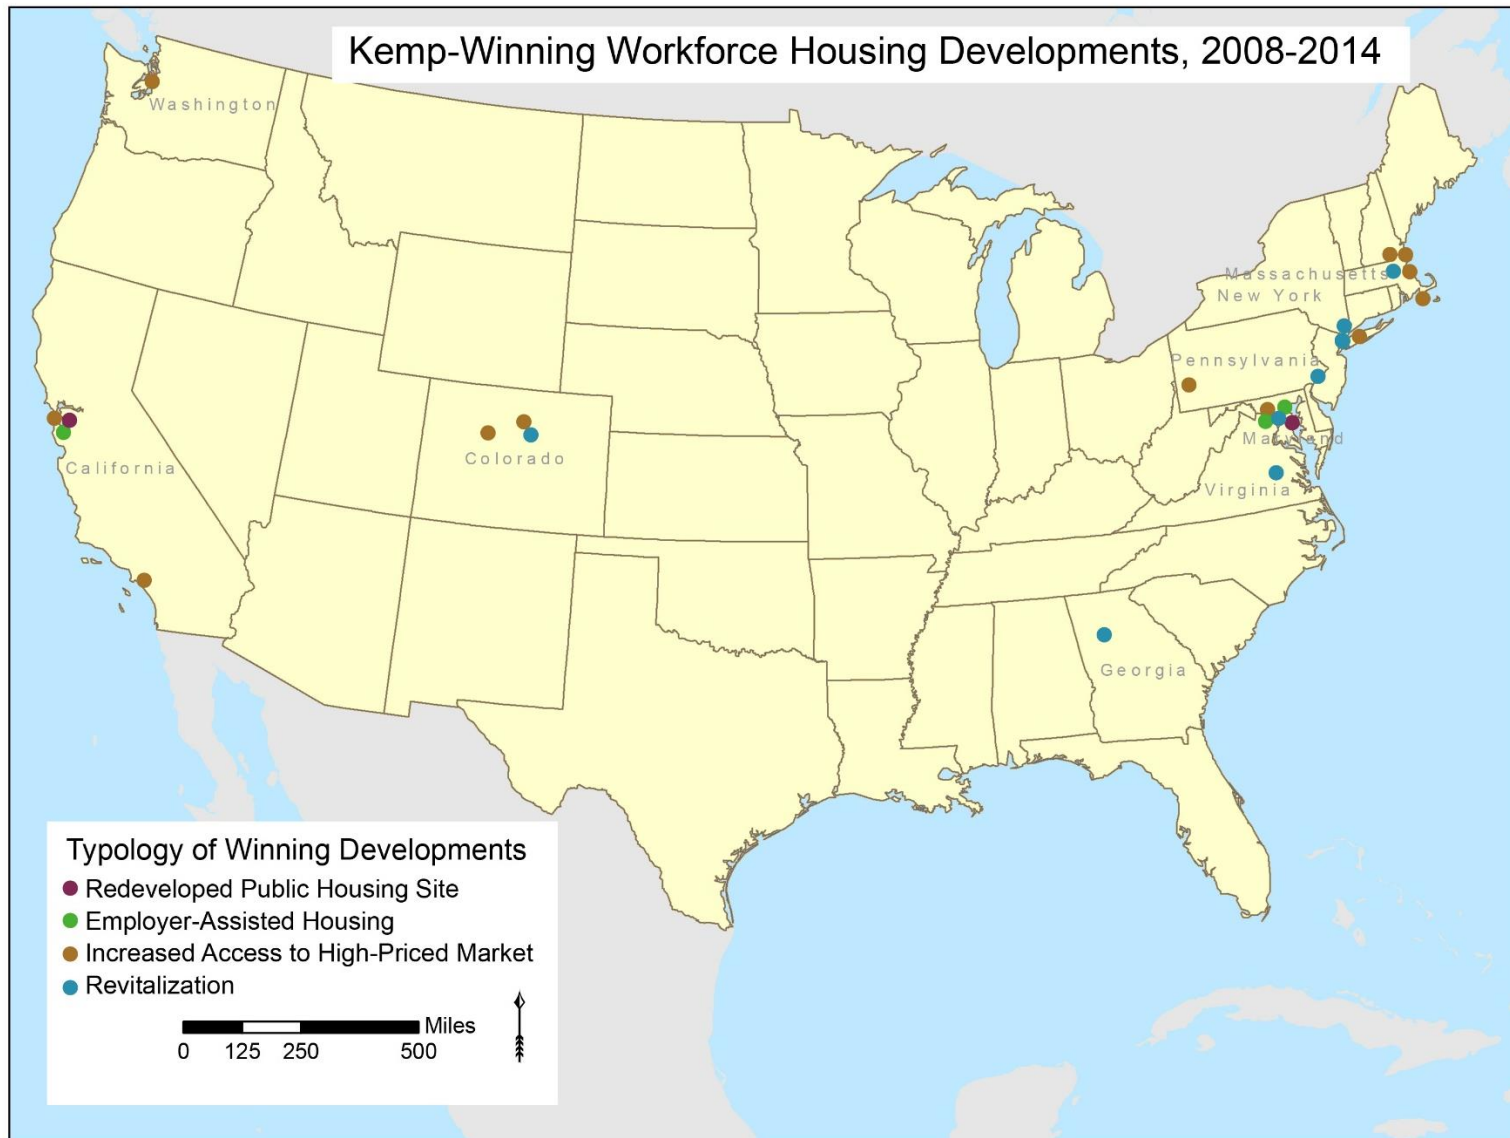 Kemp-Winning Workforce Housing Developments, 2008-2014
Washington
Massachusetts
New York
Pennsylvania
Maryland
California
Colorado
Virginia
Georgia
Typology of Winning Developments
Redeveloped Public Housing Site
Employer-Assisted Housing
Increased Access to High-Priced Market
Revitalization
Miles
0 125 250 500